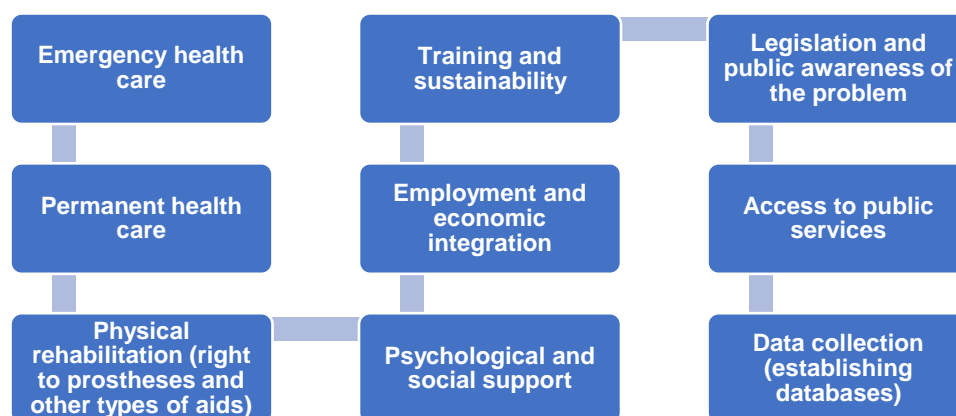 Emergency health
care
Permanent health
care
Physical
rehabilitation (right
to prostheses and
other types of aids)
Psychological and
social support
Employment and
economic
integration
Training and
sustainability
Legislation and
public awareness of
the problem
Access to public
services
Data collection
(establishing
databases)